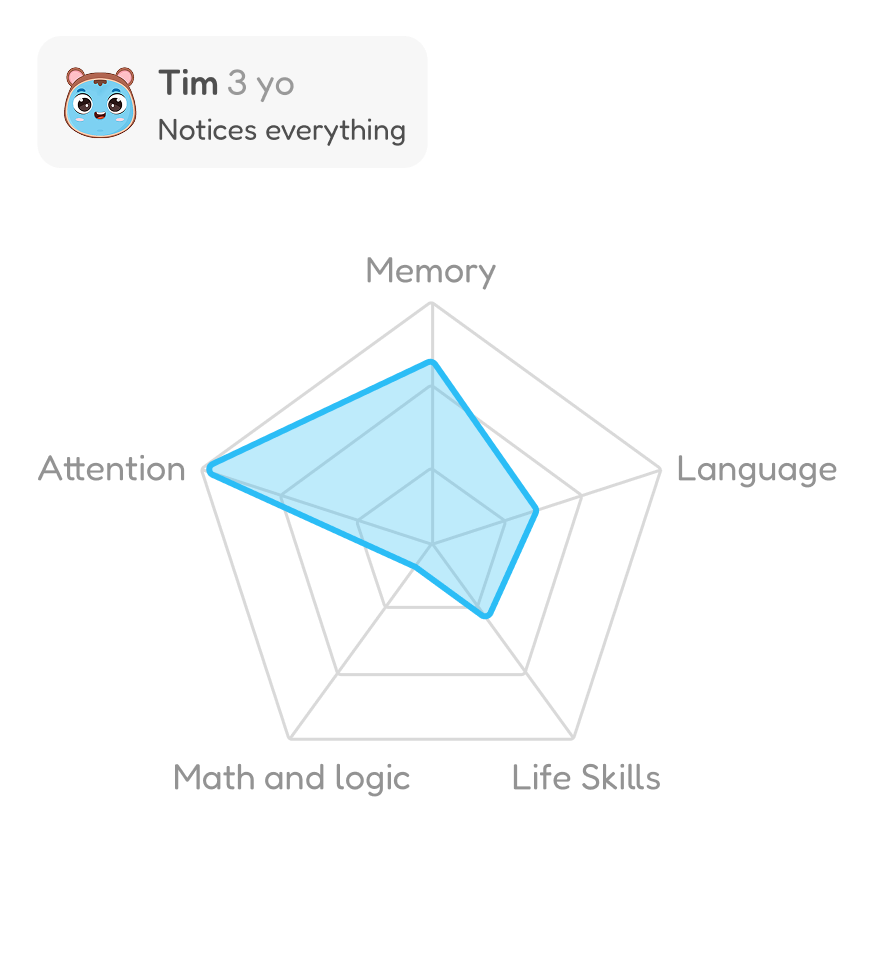 Tim 3 yo
Notices everything
Memory
Attention
Language
Math and logic
Life Skills